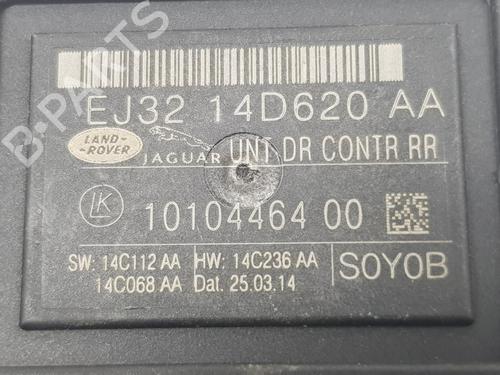 EJ32 14D620 AA
LAND-ROVER
JAGUAR UNT DR CONTR RR
LK 10104464 00
SW: 14C112 AA HW: 14C236 AA
14C068 AA Dat. 25.03.14
S0Y0B
B-PARTS